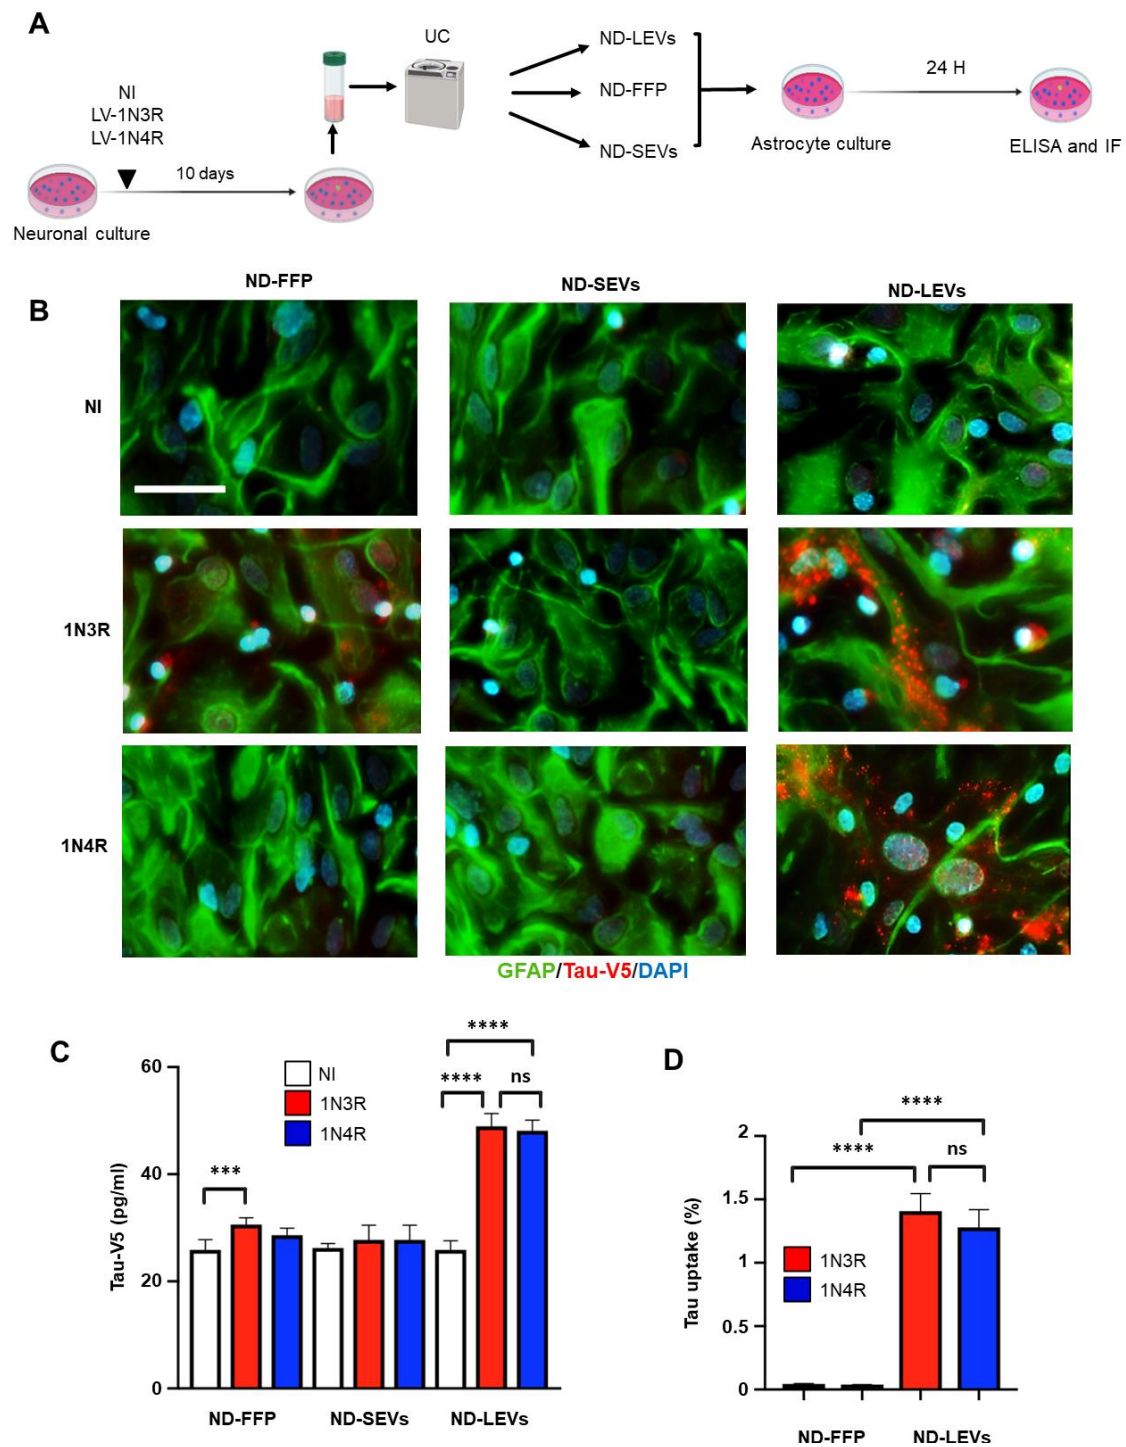 A
NI
LV-1N3R
LV-1N4R
10 days
Neuronal culture
UC
ND-LEVs
ND-FFP
ND-SEVs
24 H
Astrocyte culture
ELISA and IF
B
ND-FFP
ND-SEVs
ND-LEVs
NI
1N3R
1N4R
GFAP/Tau-V5/DAPI
C
Tau-V5 (pg/ml)
60
40
20
0
NI
1N3R
1N4R
***
****
****
ns
ND-FFP
ND-SEVs
ND-LEVs
D
Tau uptake (%)
2
1.5
1
0.5
0
****
****
ns
1N3R
1N4R
ND-FFP
ND-LEVs